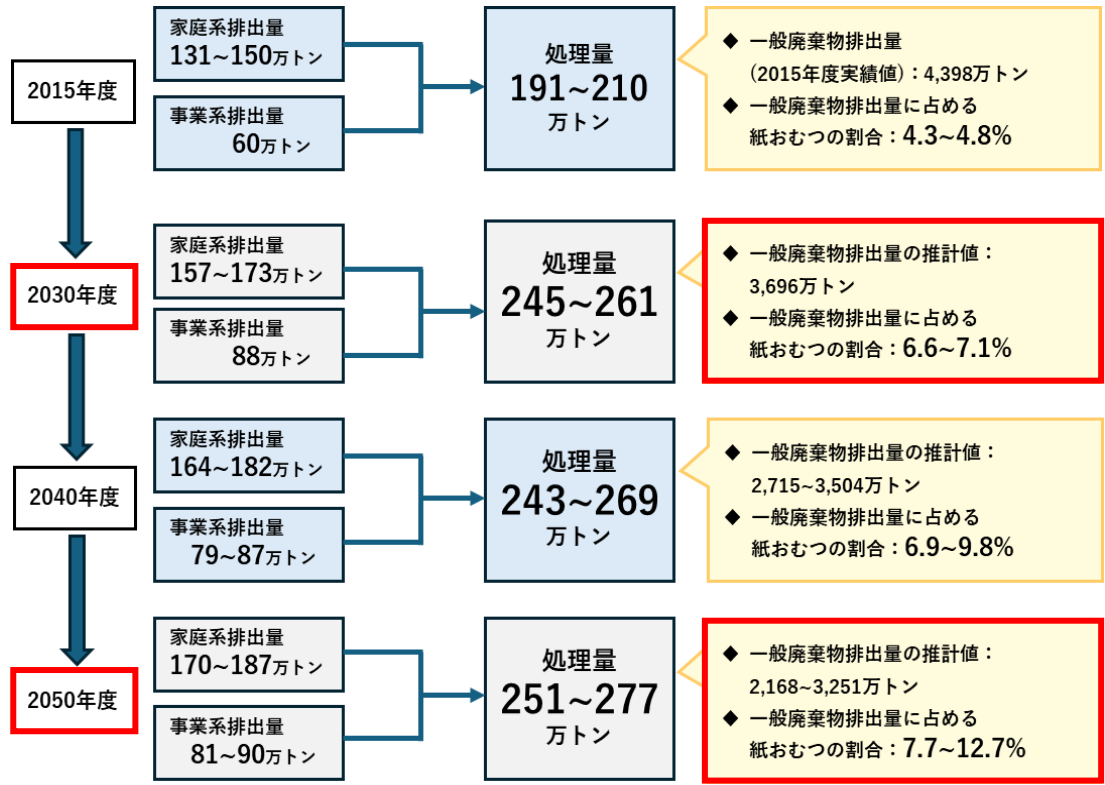 2015年度
家庭系排出量
131~150万トン
事業系排出量
60万トン
処理量
191~210
万トン
◆ 一般廃棄物排出量
(2015年度実績値)：4,398万トン
◆ 一般廃棄物排出量に占める
紙おむつの割合：4.3~4.8%
2030年度
家庭系排出量
157~173万トン
事業系排出量
88万トン
処理量
245~261
万トン
◆ 一般廃棄物排出量の推計値：
3,696万トン
◆ 一般廃棄物排出量に占める
紙おむつの割合：6.6~7.1%
2040年度
家庭系排出量
164~182万トン
事業系排出量
79~87万トン
処理量
243~269
万トン
◆ 一般廃棄物排出量の推計値：
2,715~3,504万トン
◆ 一般廃棄物排出量に占める
紙おむつの割合：6.9~9.8%
2050年度
家庭系排出量
170~187万トン
事業系排出量
81~90万トン
処理量
251~277
万トン
◆ 一般廃棄物排出量の推計値：
2,168~3,251万トン
◆ 一般廃棄物排出量に占める
紙おむつの割合：7.7~12.7%